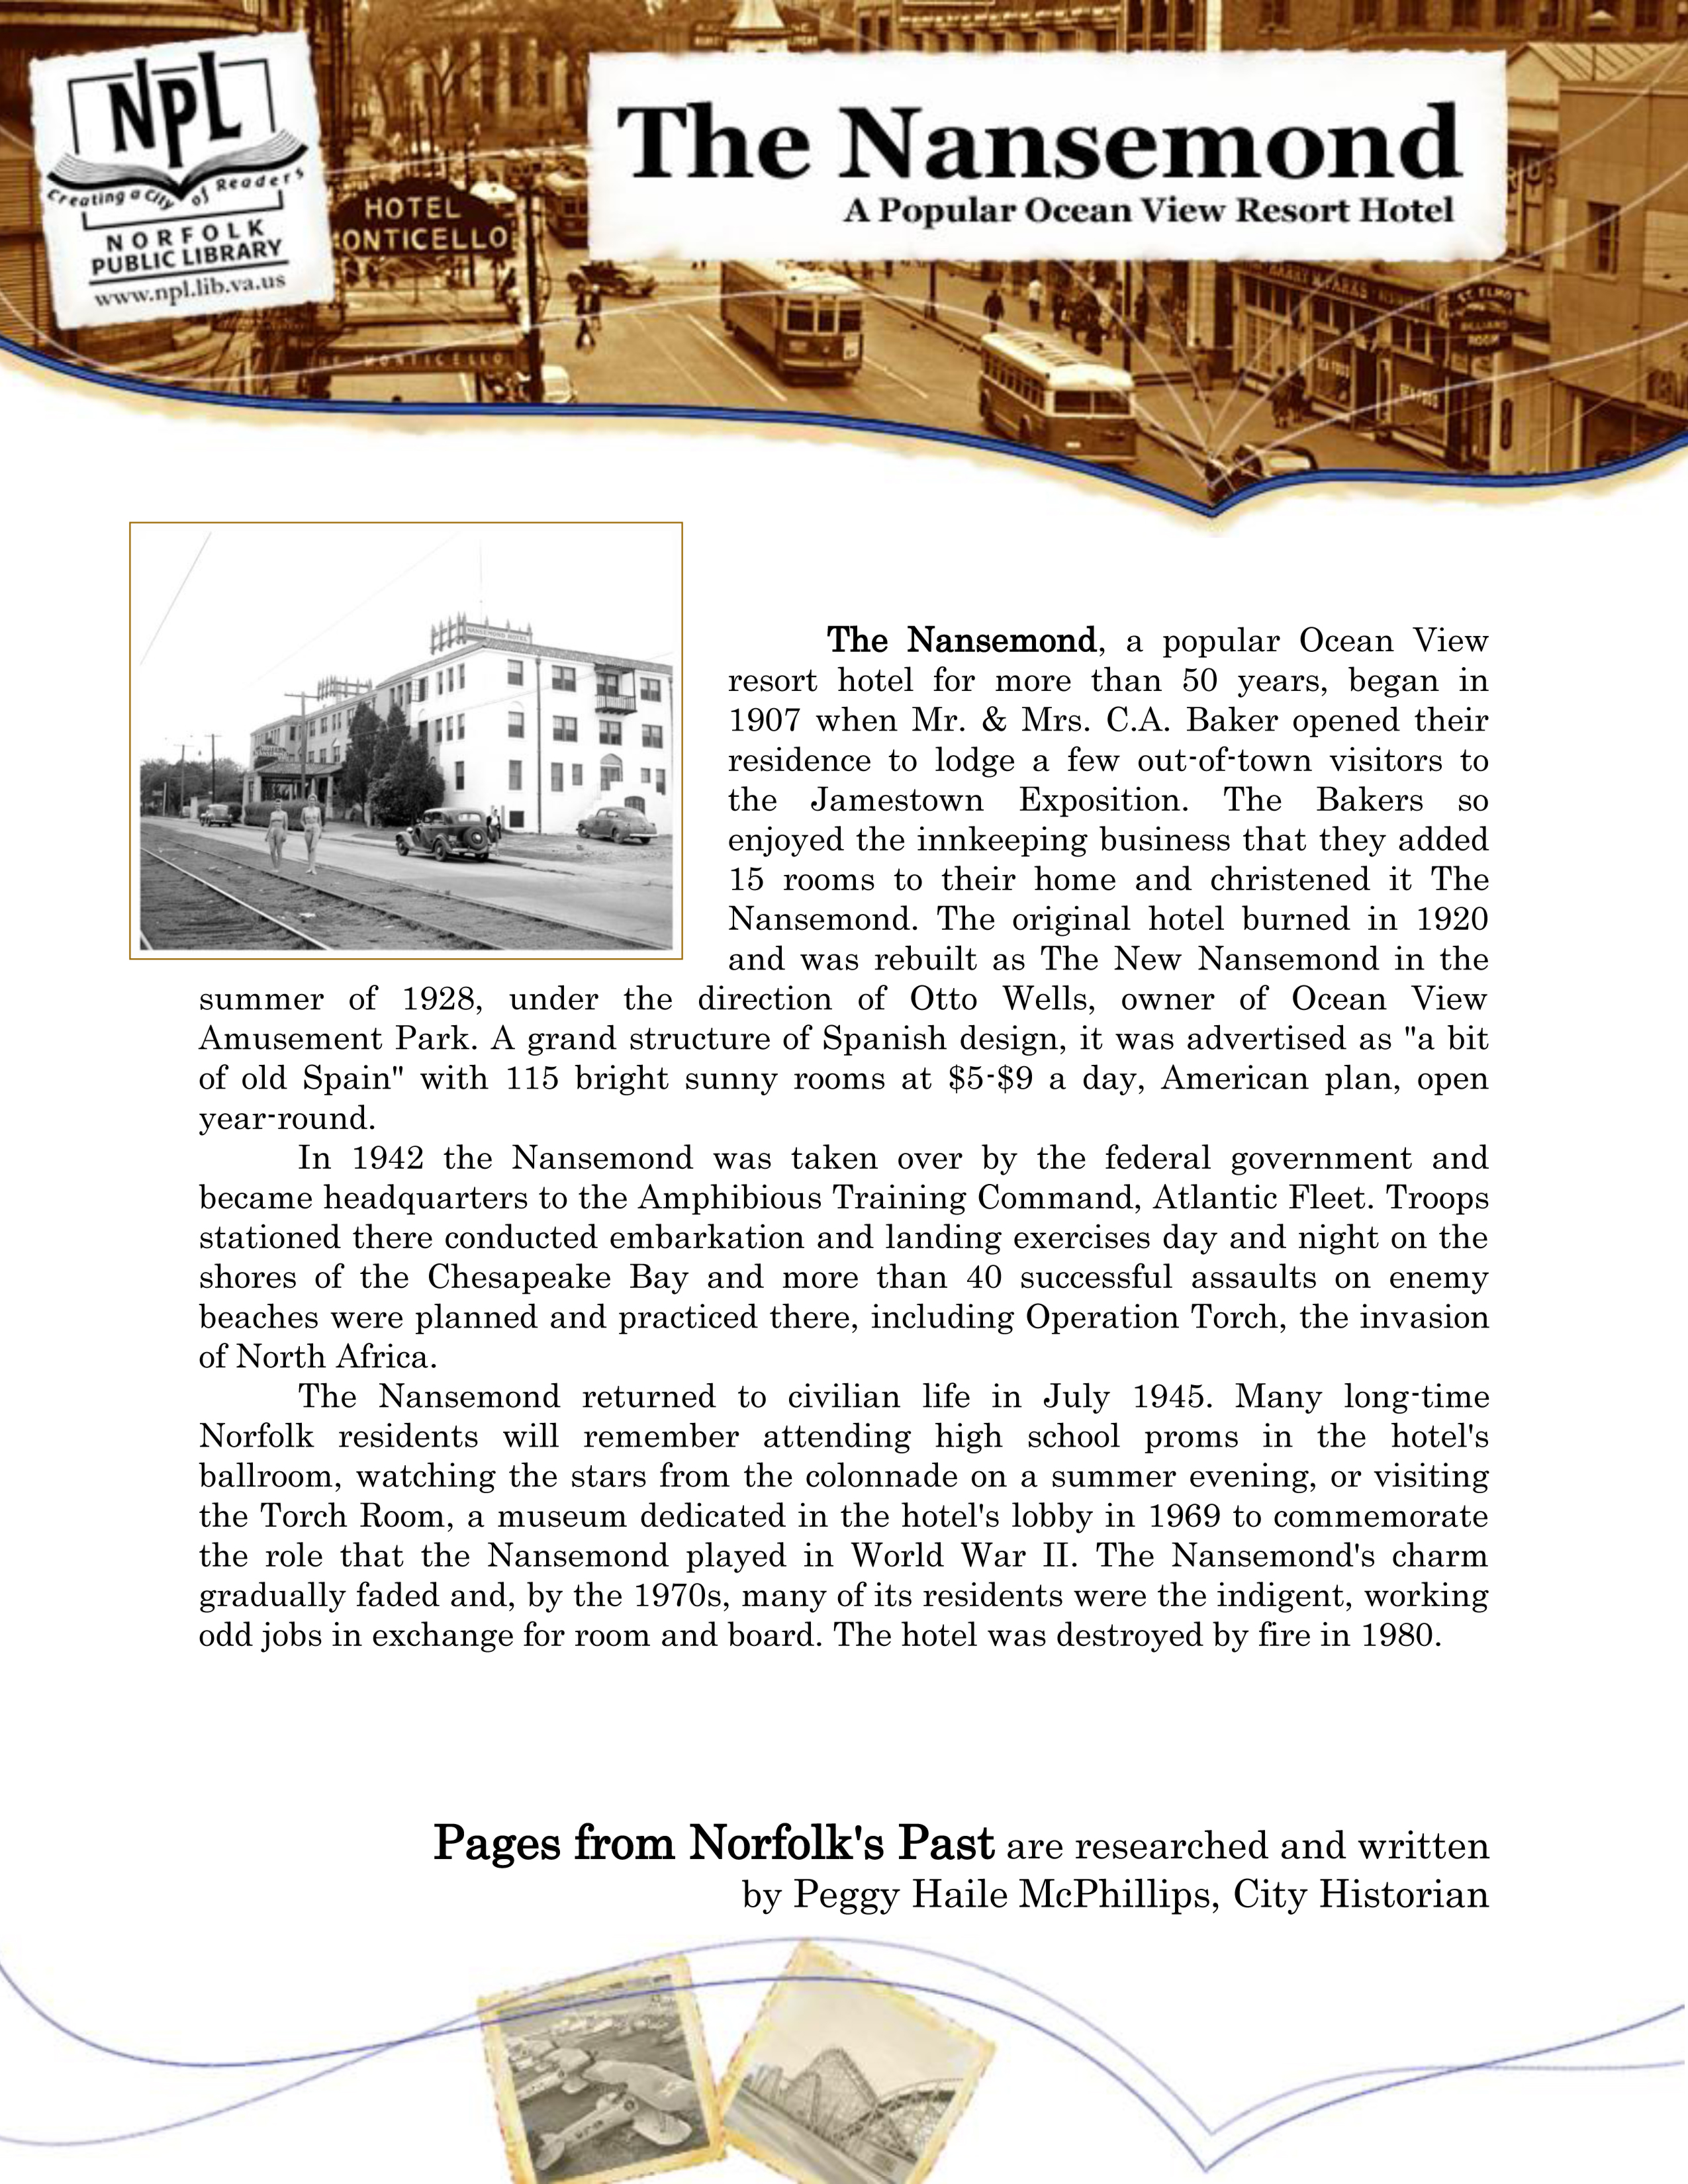 NPL
Creating a City of Readers
NORFOLK
PUBLIC LIBRARY
www.npl.lib.va.us
HOTEL
MONTICELLO
THE MONTICELLO
The Nansemond
A Popular Ocean View Resort Hotel
ST. ELMO
BILLIARD
ROOM
SEA FOOD
SEA FOOD
NANSEMOND HOTEL
The Nansemond, a popular Ocean View
resort hotel for more than 50 years, began in
1907 when Mr. & Mrs. C.A. Baker opened their
residence to lodge a few out-of-town visitors to
the Jamestown Exposition. The Bakers so
enjoyed the innkeeping business that they added
15 rooms to their home and christened it The
Nansemond. The original hotel burned in 1920
and was rebuilt as The New Nansemond in the
summer of 1928, under the direction of Otto Wells, owner of Ocean View
Amusement Park. A grand structure of Spanish design, it was advertised as "a bit
of old Spain" with 115 bright sunny rooms at $5-$9 a day, American plan, open
year-round.
In 1942 the Nansemond was taken over by the federal government and
became headquarters to the Amphibious Training Command, Atlantic Fleet. Troops
stationed there conducted embarkation and landing exercises day and night on the
shores of the Chesapeake Bay and more than 40 successful assaults on enemy
beaches were planned and practiced there, including Operation Torch, the invasion
of North Africa.
The Nansemond returned to civilian life in July 1945. Many long-time
Norfolk residents will remember attending high school proms in the hotel's
ballroom, watching the stars from the colonnade on a summer evening, or visiting
the Torch Room, a museum dedicated in the hotel's lobby in 1969 to commemorate
the role that the Nansemond played in World War II. The Nansemond's charm
gradually faded and, by the 1970s, many of its residents were the indigent, working
odd jobs in exchange for room and board. The hotel was destroyed by fire in 1980.
Pages from Norfolk's Past are researched and written
by Peggy Haile McPhillips, City Historian